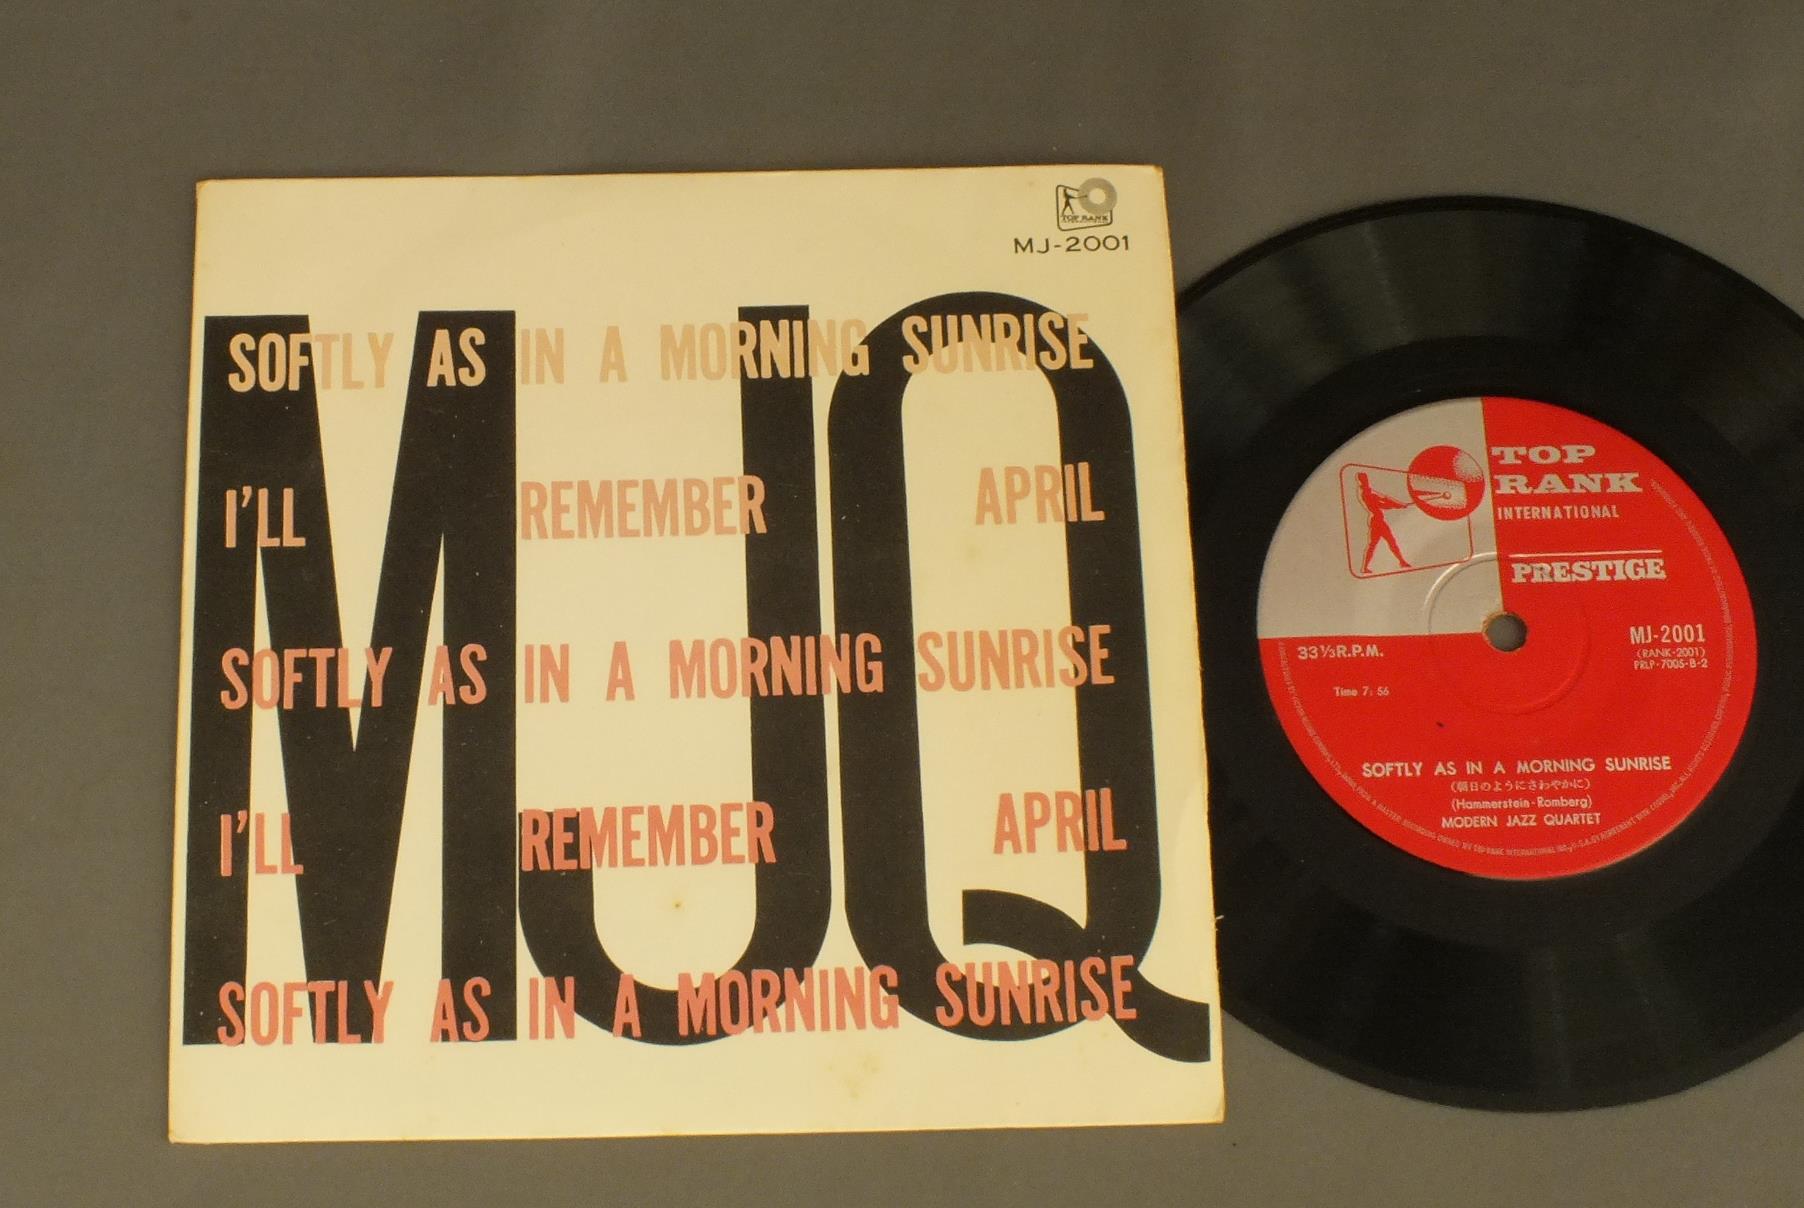 TOP RANK
MJ-2001
MJQ
SOFTLY AS IN A MORNING SUNRISE
I'LL REMEMBER APRIL
SOFTLY AS IN A MORNING SUNRISE
I'LL REMEMBER APRIL
SOFTLY AS IN A MORNING SUNRISE
TOP
RANK
INTERNATIONAL
PRESTIGE
33⅓R.P.M.
MJ-2001
(RANK-2001)
PRLP-7005-B-2
Time 7:56
SOFTLY AS IN A MORNING SUNRISE
(朝日のようにさわやかに)
(Hammerstein-Romberg)
MODERN JAZZ QUARTET